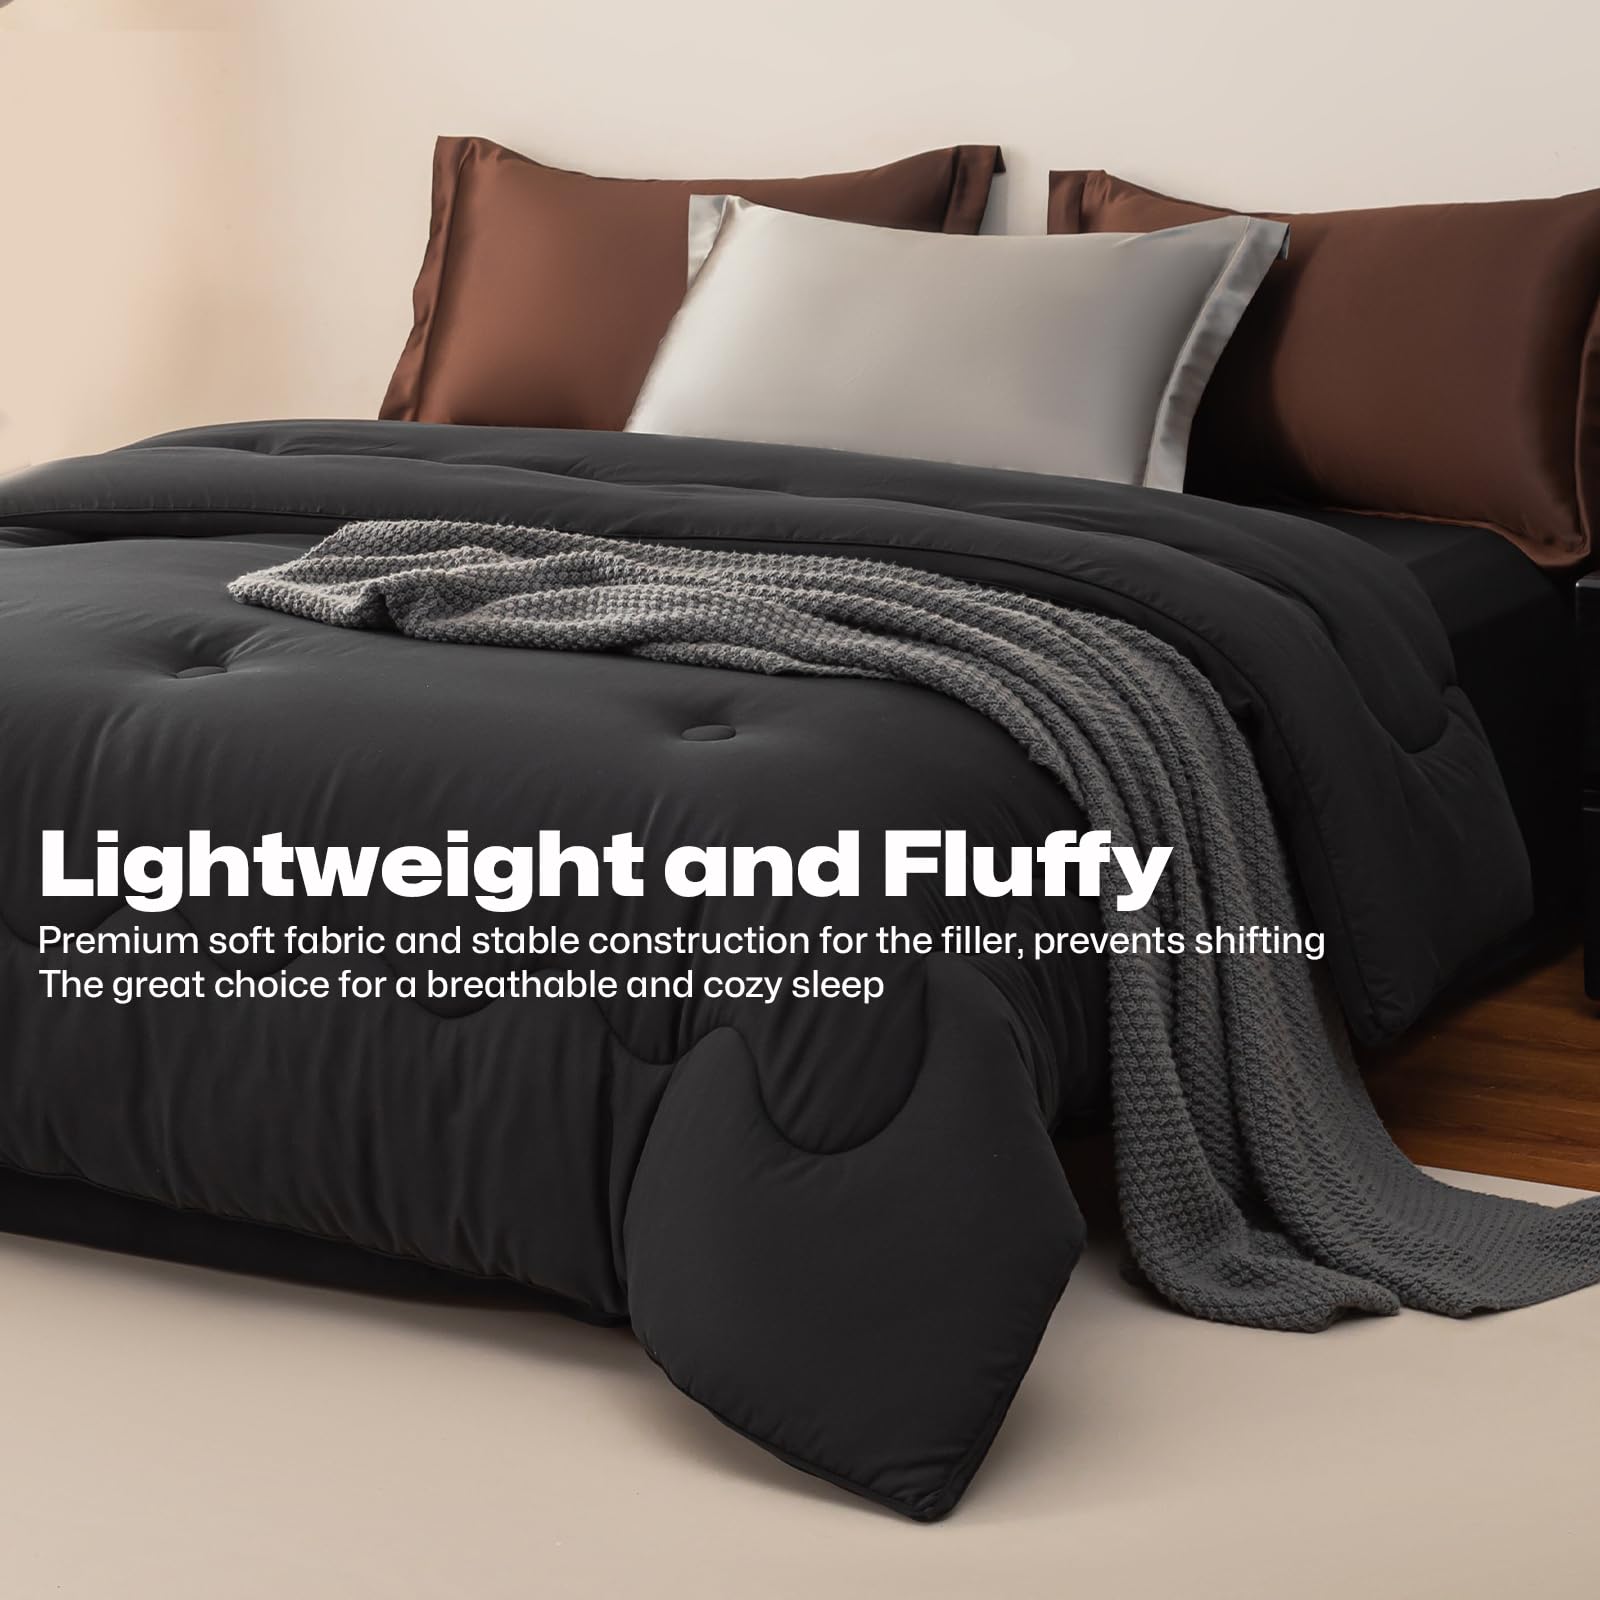 Lightweight and Fluffy
Premium soft fabric and stable construction for the filler, prevents shifting
The great choice for a breathable and cozy sleep